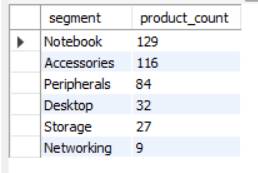 segment product_count
Notebook 129
Accessories 116
Peripherals 84
Desktop 32
Storage 27
Networking 9